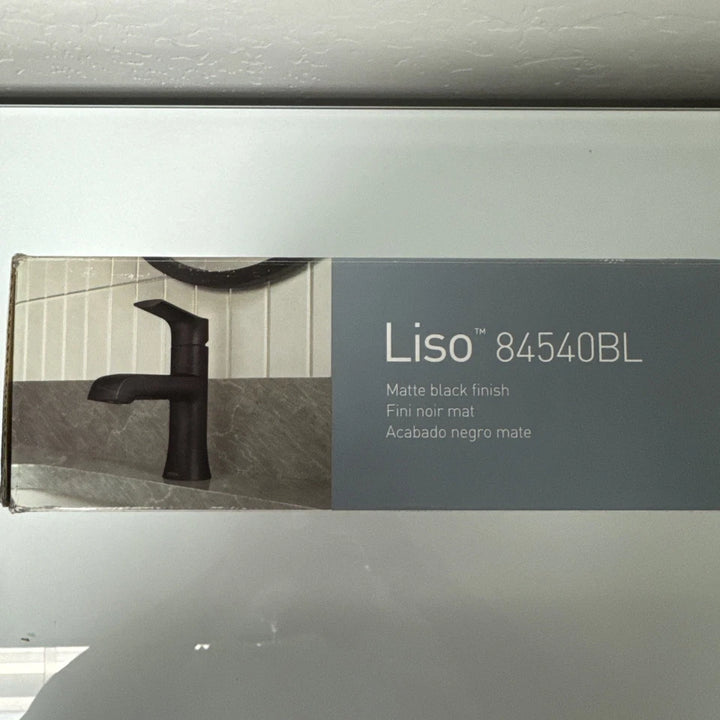 Liso™ 84540BL
Matte black finish
Fini noir mat
Acabado negro mate